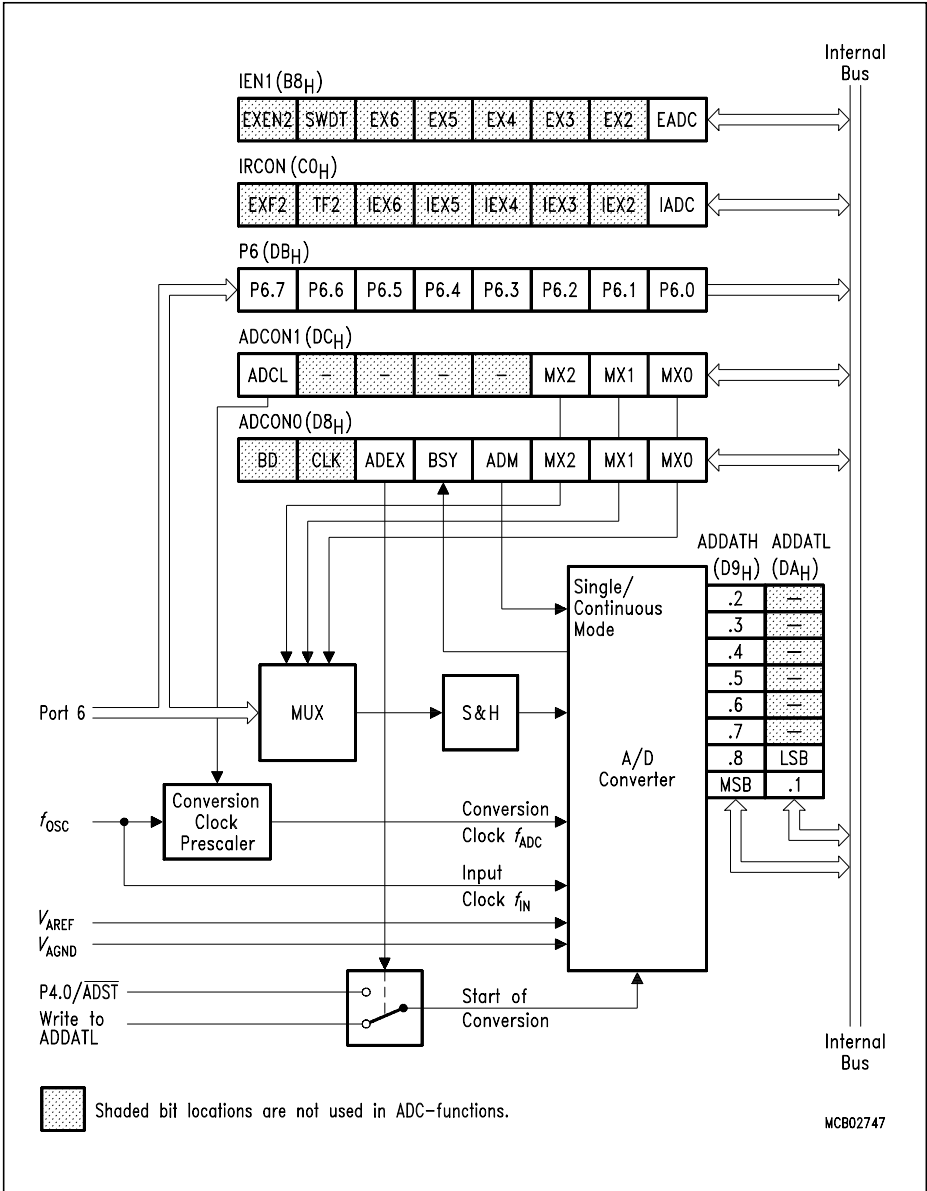 Internal
Bus
IEN1 (B8H)
EXEN2 SWDT EX6 EX5 EX4 EX3 EX2 EADC
IRCON (C0H)
EXF2 TF2 IEX6 IEX5 IEX4 IEX3 IEX2 IADC
P6 (DBH)
P6.7 P6.6 P6.5 P6.4 P6.3 P6.2 P6.1 P6.0
ADCON1 (DCH)
ADCL – – – – MX2 MX1 MX0
ADCON0 (D8H)
BD CLK ADEX BSY ADM MX2 MX1 MX0
ADDATH ADDATL
(D9H) (DAH)
Single/
Continuous
Mode
.2 –
.3 –
.4 –
.5 –
.6 –
.7 –
.8 LSB
MSB .1
Port 6
MUX
S&H
A/D
Converter
fOSC
Conversion
Clock
Prescaler
Conversion
Clock fADC
Input
Clock fIN
VAREF
VAGND
P4.0/ADST
Write to
ADDATL
Start of
Conversion
Internal
Bus
Shaded bit locations are not used in ADC-functions.
MCB02747